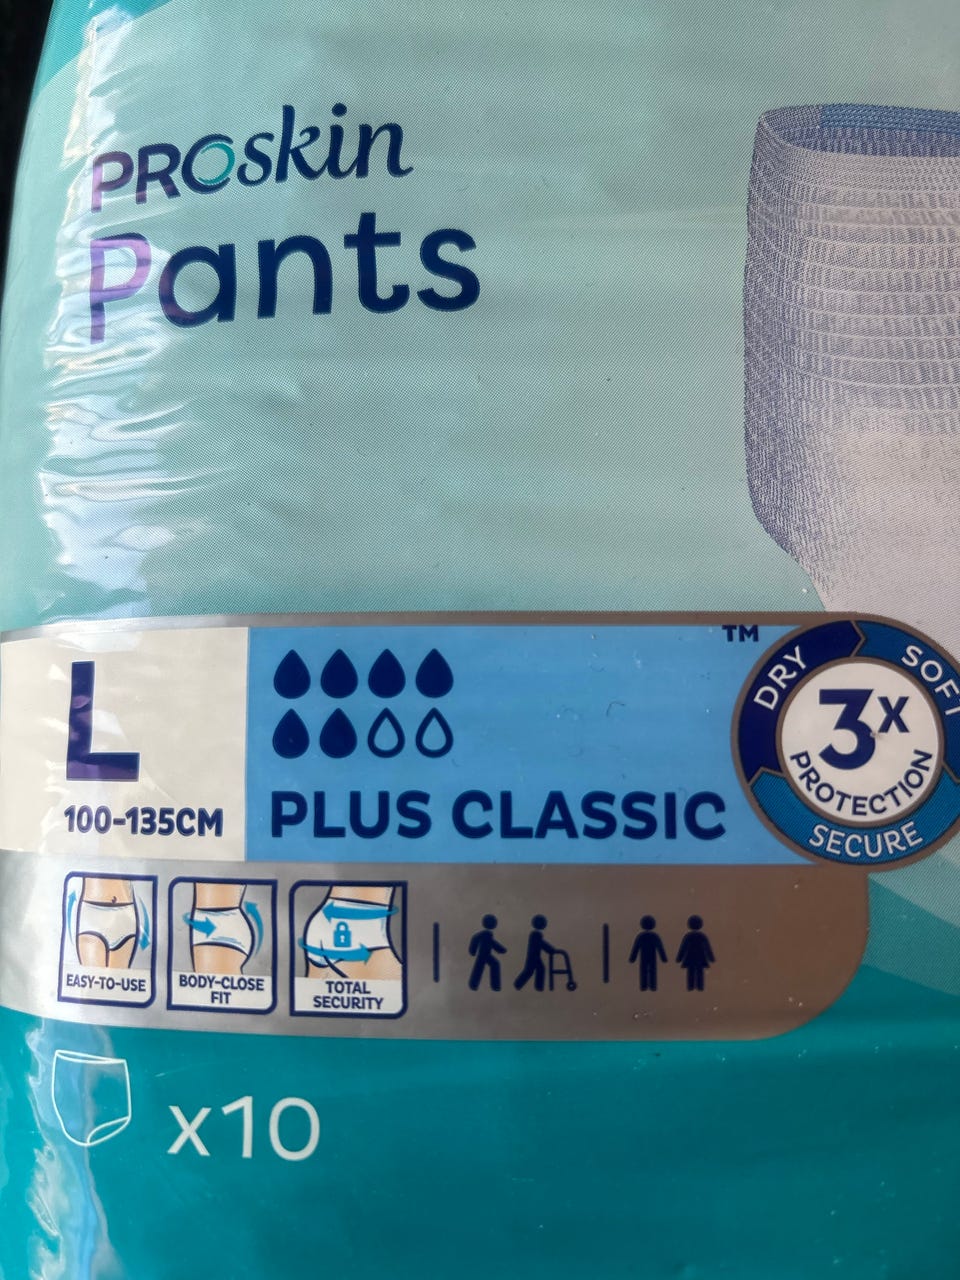 PROskin
Pants
L
100-135CM
PLUS CLASSIC
TM
DRY
SOFT
3x
PROTECTION
SECURE
EASY-TO-USE
BODY-CLOSE
FIT
TOTAL
SECURITY
x10